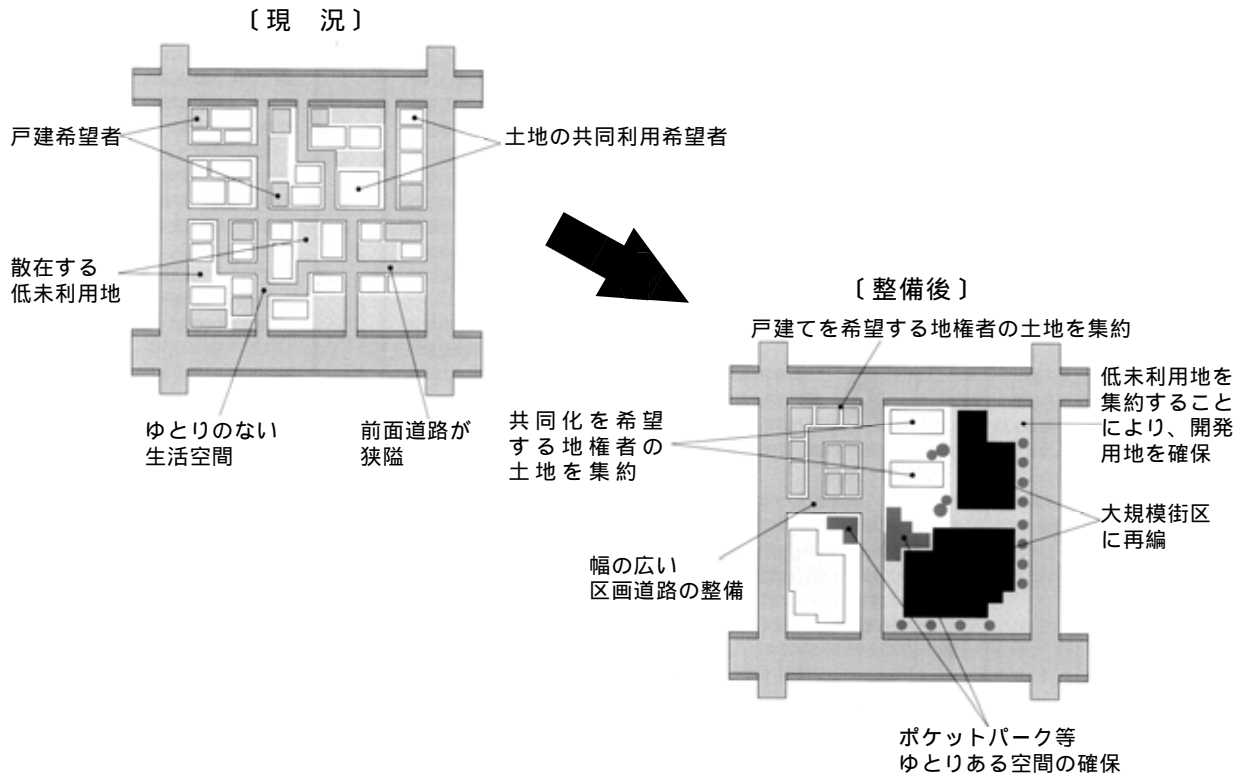 〔現　況〕
戸建希望者
土地の共同利用希望者
散在する
低未利用地
ゆとりのない
生活空間
前面道路が
狭隘
〔整備後〕
戸建てを希望する地権者の土地を集約
共同化を希望
する地権者の
土地を集約
低未利用地を
集約すること
により、開発
用地を確保
大規模街区
に再編
幅の広い
区画道路の整備
ポケットパーク等
ゆとりある空間の確保